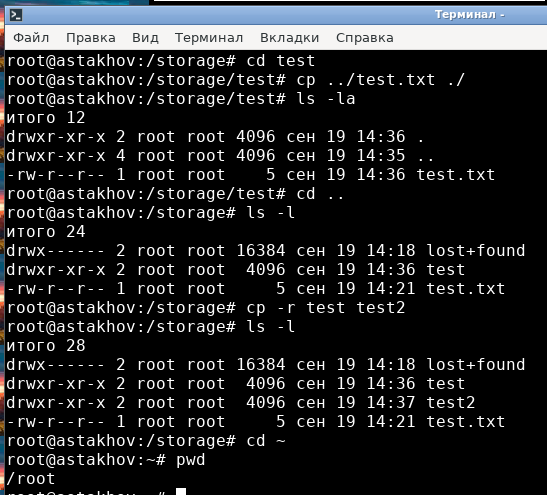 Терминал -
Файл Правка Вид Терминал Вкладки Справка
root@astakhov:/storage# cd test
root@astakhov:/storage/test# cp ../test.txt ./
root@astakhov:/storage/test# ls -la
итого 12
drwxr-xr-x 2 root root 4096 сен 19 14:36 .
drwxr-xr-x 4 root root 4096 сен 19 14:35 ..
-rw-r--r-- 1 root root    5 сен 19 14:36 test.txt
root@astakhov:/storage/test# cd ..
root@astakhov:/storage# ls -l
итого 24
drwx------ 2 root root 16384 сен 19 14:18 lost+found
drwxr-xr-x 2 root root  4096 сен 19 14:36 test
-rw-r--r-- 1 root root     5 сен 19 14:21 test.txt
root@astakhov:/storage# cp -r test test2
root@astakhov:/storage# ls -l
итого 28
drwx------ 2 root root 16384 сен 19 14:18 lost+found
drwxr-xr-x 2 root root  4096 сен 19 14:36 test
drwxr-xr-x 2 root root  4096 сен 19 14:37 test2
-rw-r--r-- 1 root root     5 сен 19 14:21 test.txt
root@astakhov:/storage# cd ~
root@astakhov:~# pwd
/root
root@astakhov:~#